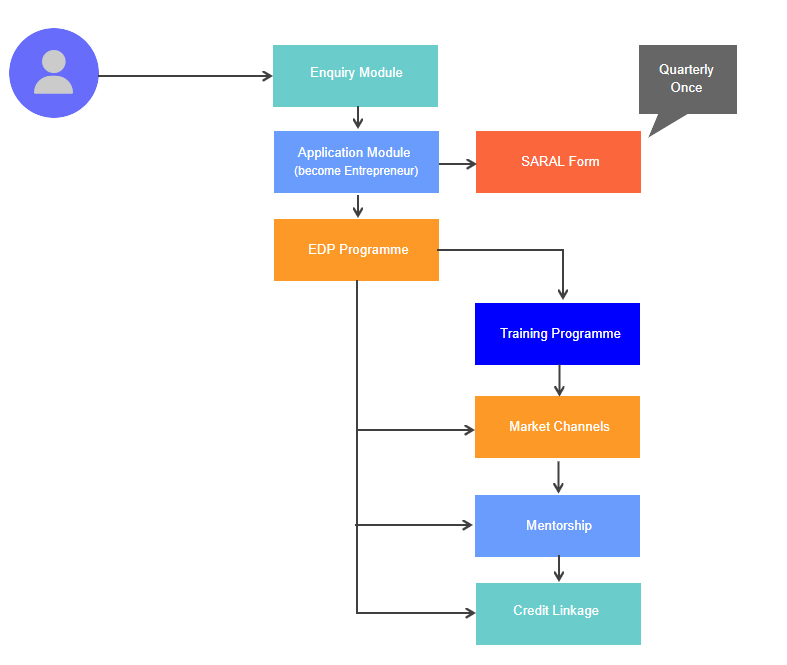 Enquiry Module
Quarterly
Once
Application Module
(become Entrepreneur)
SARAL Form
EDP Programme
Training Programme
Market Channels
Mentorship
Credit Linkage